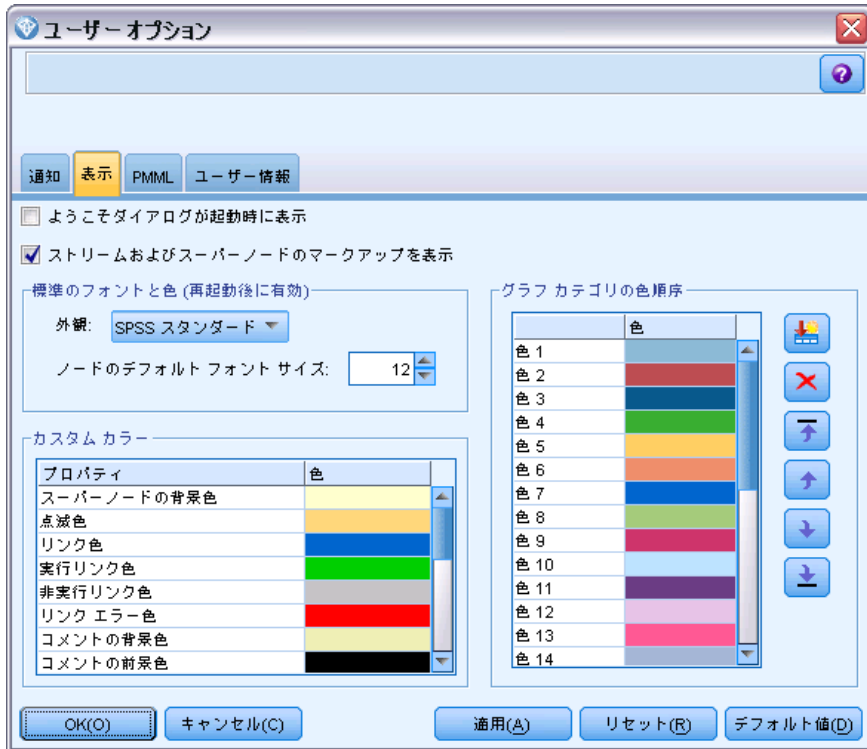 ユーザー オプション
?
通知 表示 PMML ユーザー情報
ようこそダイアログが起動時に表示
ストリームおよびスーパーノードのマークアップを表示
標準のフォントと色 (再起動後に有効)
外観: SPSS スタンダード
ノードのデフォルト フォント サイズ: 12
カスタム カラー
プロパティ 色
スーパーノードの背景色
点滅色
リンク色
実行リンク色
非実行リンク色
リンク エラー色
コメントの背景色
コメントの前景色
グラフ カテゴリの色順序
色
色 1
色 2
色 3
色 4
色 5
色 6
色 7
色 8
色 9
色 10
色 11
色 12
色 13
色 14
OK(O) キャンセル(C) 適用(A) リセット(R) デフォルト値(D)